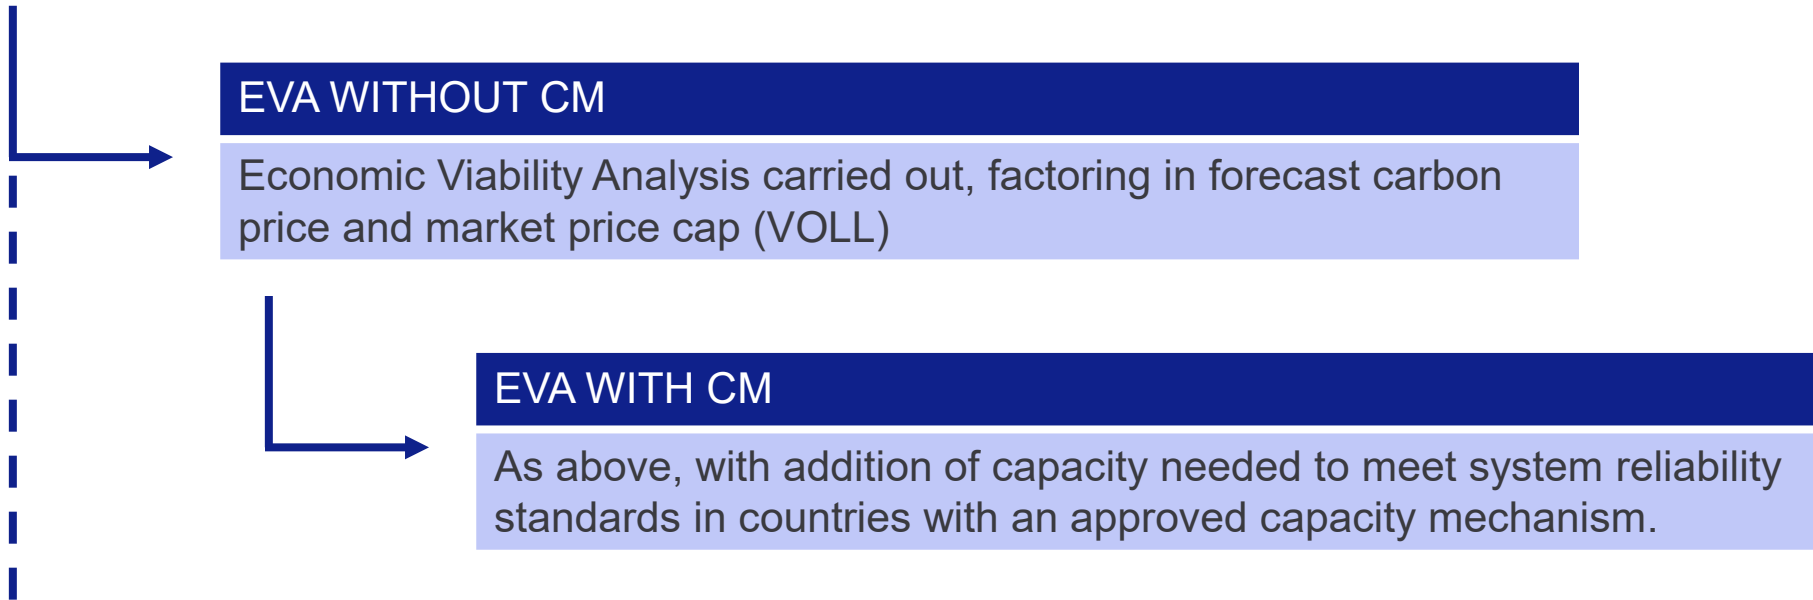 EVA WITHOUT CM
Economic Viability Analysis carried out, factoring in forecast carbon
price and market price cap (VOLL)
EVA WITH CM
As above, with addition of capacity needed to meet system reliability
standards in countries with an approved capacity mechanism.